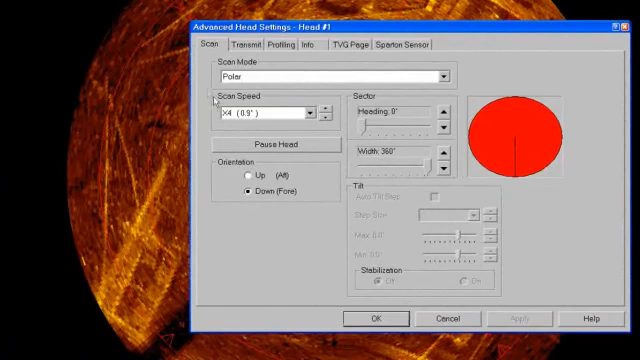 Advanced Head Settings - Head #1
Scan
Transmit
Profiling
Info
TVG Page
Sparton Sensor
Scan Mode
Polar
Scan Speed
X4 (0.9°)
Pause Head
Orientation
Up (Aft)
Down (Fore)
Sector
Heading: 0°
Width: 360°
Tilt
Auto Tilt Step
Step Size
Max: 0.0°
Min: 0.0°
Stabilization
Off
On
OK
Cancel
Apply
Help